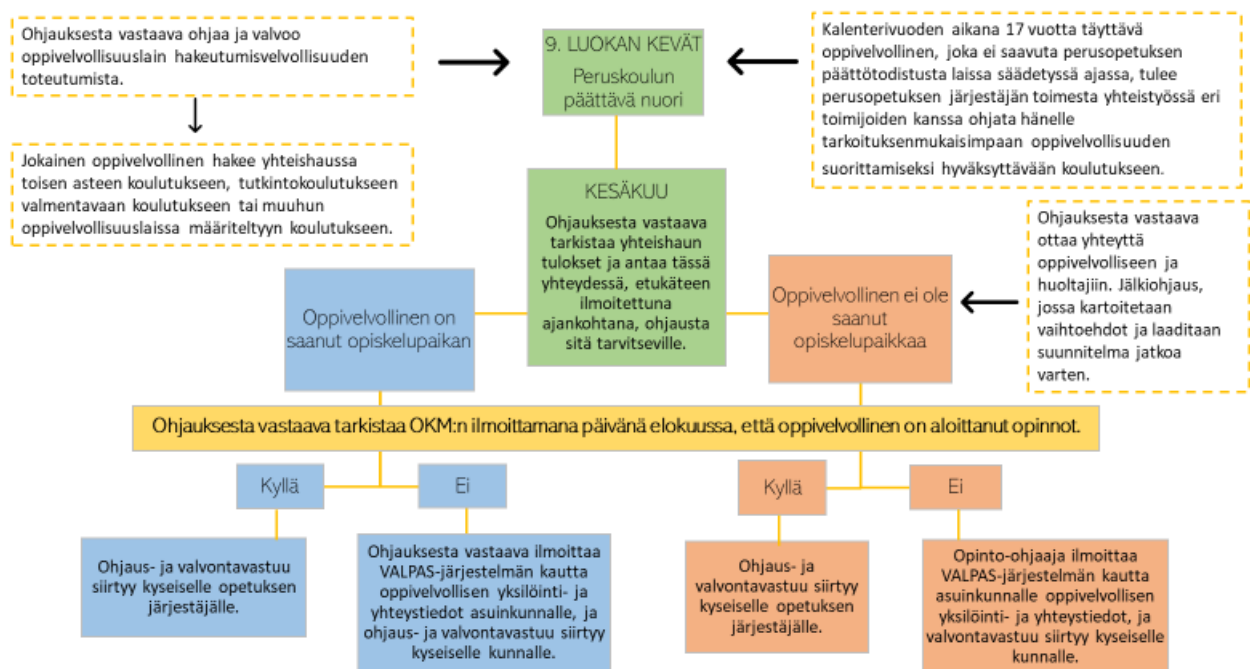 Ohjauksesta vastaava ohjaa ja valvoo
oppivelvollisuuslain hakeutumisvelvollisuuden
toteutumista.
9. LUOKAN KEVÄT
Peruskoulun
päättävä nuori
Kalenterivuoden aikana 17 vuotta täyttävä
oppivelvollinen, joka ei saavuta perusopetuksen
päättötodistusta laissa säädetyssä ajassa, tulee
perusopetuksen järjestäjän toimesta yhteistyössä eri
toimijoiden kanssa ohjata hänelle
tarkoituksenmukaisimpaan oppivelvollisuuden
suorittamiseksi hyväksyttävään koulutukseen.
Jokainen oppivelvollinen hakee yhteishaussa
toisen asteen koulutukseen, tutkintokoulutukseen
valmentavaan koulutukseen tai muuhun
oppivelvollisuuslaissa määriteltyyn koulutukseen.
KESÄKUU
Ohjauksesta vastaava
tarkistaa yhteishaun
tulokset ja antaa tässä
yhteydessä, etukäteen
ilmoitettuna
ajankohtana, ohjausta
sitä tarvitseville.
Ohjauksesta vastaava
ottaa yhteyttä
oppivelvolliseen ja
huoltajiin. Jälkiohjaus,
jossa kartoitetaan
vaihtoehdot ja laaditaan
suunnitelma jatkoa
varten.
Oppivelvollinen on
saanut opiskelupaikan
Oppivelvollinen ei ole
saanut
opiskelupaikkaa
Ohjauksesta vastaava tarkistaa OKM:n ilmoittamana päivänä elokuussa, että oppivelvollinen on aloittanut opinnot.
Kyllä
Ei
Kyllä
Ei
Ohjaus- ja valvontavastuu
siirtyy kyseiselle opetuksen
järjestäjälle.
Ohjauksesta vastaava ilmoittaa
VALPAS-järjestelmän kautta
oppivelvollisen yksilöinti- ja
yhteystiedot asuinkunnalle, ja
ohjaus- ja valvontavastuu siirtyy
kyseiselle kunnalle.
Ohjaus- ja
valvontavastuu siirtyy
kyseiselle opetuksen
järjestäjälle.
Opinto-ohjaaja ilmoittaa
VALPAS-järjestelmän kautta
asuinkunnalle oppivelvollisen
yksilöinti- ja yhteystiedot, ja
valvontavastuu siirtyy kyseiselle
kunnalle.